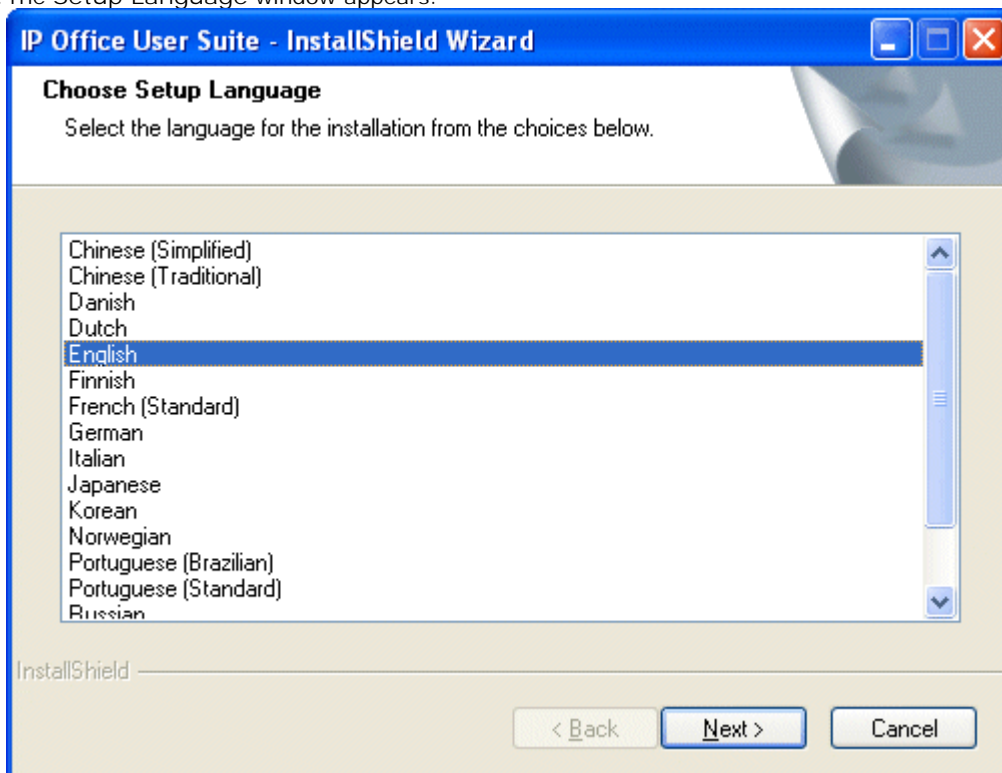 The Setup Language window appears.
IP Office User Suite - InstallShield Wizard
Choose Setup Language
Select the language for the installation from the choices below.
Chinese (Simplified)
Chinese (Traditional)
Danish
Dutch
English
Finnish
French (Standard)
German
Italian
Japanese
Korean
Norwegian
Portuguese (Brazilian)
Portuguese (Standard)
Russian
InstallShield
< Back
Next >
Cancel